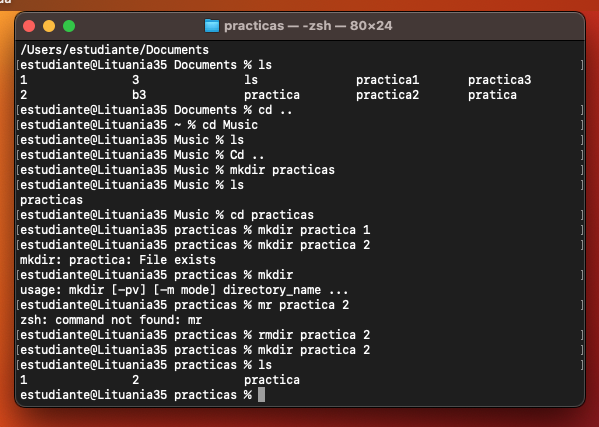 practicas — -zsh — 80×24
/Users/estudiante/Documents
[estudiante@Lituania35 Documents % ls ]
1 3 ls practica1 practica3
2 b3 practica practica2 pratica
[estudiante@Lituania35 Documents % cd .. ]
[estudiante@Lituania35 ~ % cd Music ]
[estudiante@Lituania35 Music % ls ]
[estudiante@Lituania35 Music % Cd .. ]
[estudiante@Lituania35 Music % mkdir practicas ]
[estudiante@Lituania35 Music % ls ]
practicas
[estudiante@Lituania35 Music % cd practicas ]
[estudiante@Lituania35 practicas % mkdir practica 1 ]
[estudiante@Lituania35 practicas % mkdir practica 2 ]
mkdir: practica: File exists
[estudiante@Lituania35 practicas % mkdir ]
usage: mkdir [-pv] [-m mode] directory_name ...
[estudiante@Lituania35 practicas % mr practica 2 ]
zsh: command not found: mr
[estudiante@Lituania35 practicas % rmdir practica 2 ]
[estudiante@Lituania35 practicas % mkdir practica 2 ]
[estudiante@Lituania35 practicas % ls ]
1 2 practica
estudiante@Lituania35 practicas %